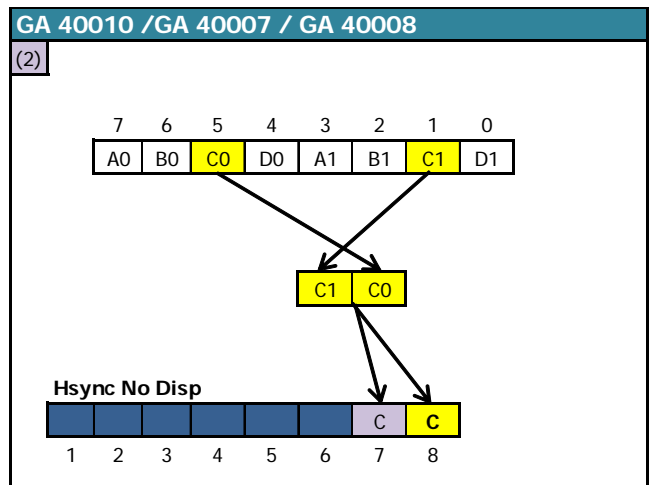 GA 40010 /GA 40007 / GA 40008
(2)
7 6 5 4 3 2 1 0
A0 B0 C0 D0 A1 B1 C1 D1
C1 C0
Hsync No Disp
C C
1 2 3 4 5 6 7 8